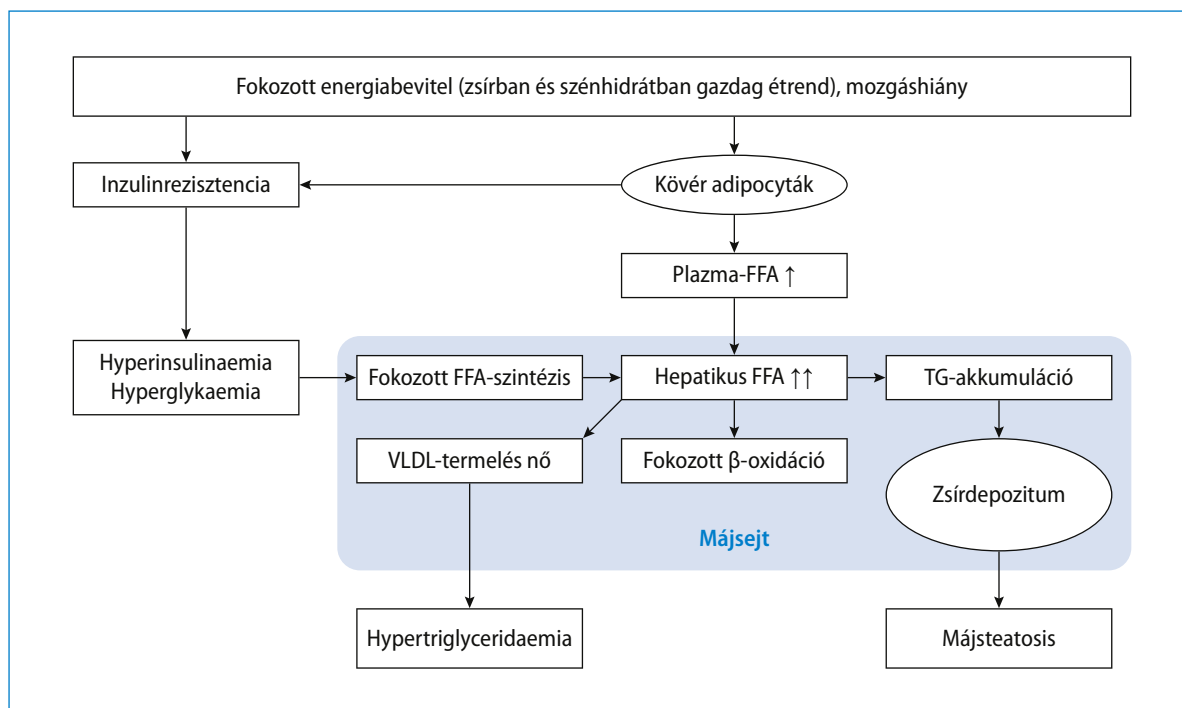 Fokozott energiabevitel (zsírban és szénhidrátban gazdag étrend), mozgáshiány
Inzulinrezisztencia
Kövér adipocyták
Plazma-FFA ↑
Hyperinsulinaemia
Hyperglykaemia
Fokozott FFA-szintézis
Hepatikus FFA ↑↑
TG-akkumuláció
VLDL-termelés nő
Fokozott β-oxidáció
Zsírdepozitum
Májsejt
Hypertriglyceridaemia
Májsteatosis